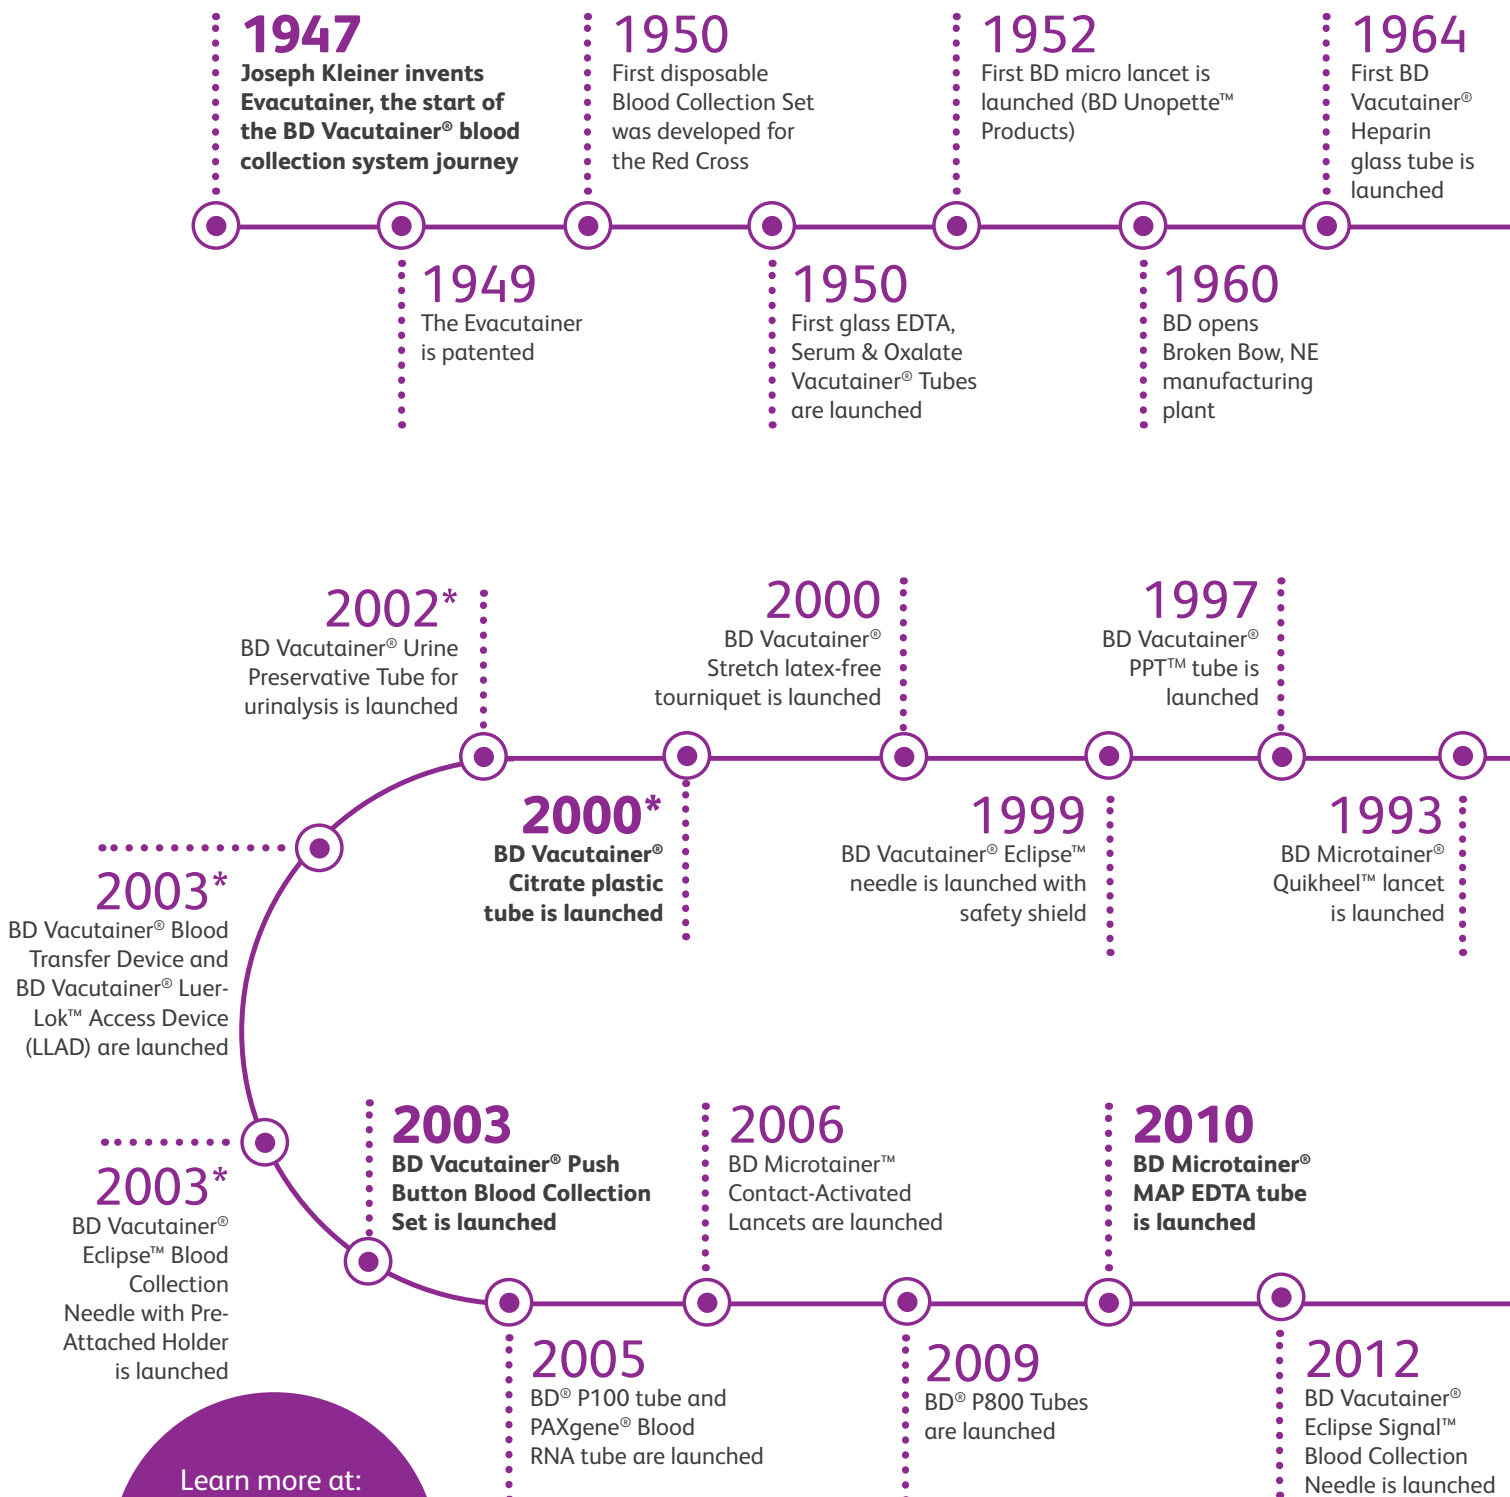 1947
Joseph Kleiner invents
Evacutainer, the start of
the BD Vacutainer® blood
collection system journey
1949
The Evacutainer
is patented
1950
First disposable
Blood Collection Set
was developed for
the Red Cross
1950
First glass EDTA,
Serum & Oxalate
Vacutainer® Tubes
are launched
1952
First BD micro lancet is
launched (BD Unopette™
Products)
1960
BD opens
Broken Bow, NE
manufacturing
plant
1964
First BD
Vacutainer®
Heparin
glass tube is
launched
1993
BD Microtainer®
Quikheel™ lancet
is launched
1997
BD Vacutainer®
PPT™ tube is
launched
1999
BD Vacutainer® Eclipse™
needle is launched with
safety shield
2000
BD Vacutainer®
Stretch latex-free
tourniquet is launched
2000*
BD Vacutainer®
Citrate plastic
tube is launched
2002*
BD Vacutainer® Urine
Preservative Tube for
urinalysis is launched
2003*
BD Vacutainer® Blood
Transfer Device and
BD Vacutainer® Luer-
Lok™ Access Device
(LLAD) are launched
2003*
BD Vacutainer®
Eclipse™ Blood
Collection
Needle with Pre-
Attached Holder
is launched
2003
BD Vacutainer® Push
Button Blood Collection
Set is launched
2005
BD® P100 tube and
PAXgene® Blood
RNA tube are launched
2006
BD Microtainer™
Contact-Activated
Lancets are launched
2009
BD® P800 Tubes
are launched
2010
BD Microtainer®
MAP EDTA tube
is launched
2012
BD Vacutainer®
Eclipse Signal™
Blood Collection
Needle is launched
Learn more at: